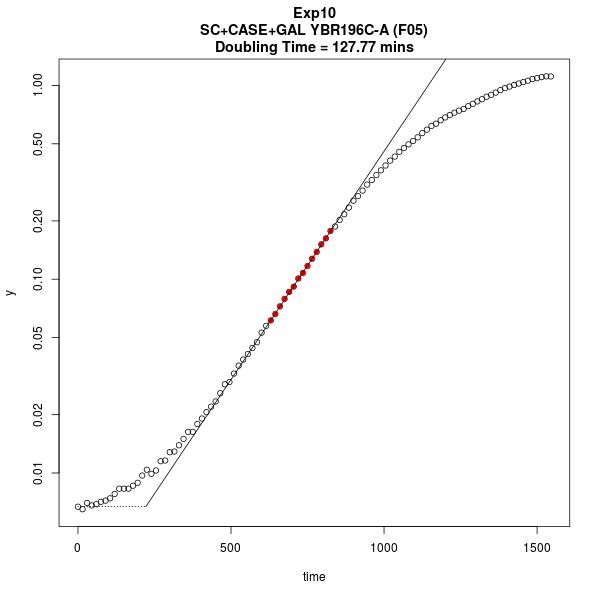 Exp10
SC+CASE+GAL YBR196C-A (F05)
Doubling Time = 127.77 mins
1.00
0.50
0.20
0.10
0.05
0.02
0.01
y
0 500 1000 1500
time